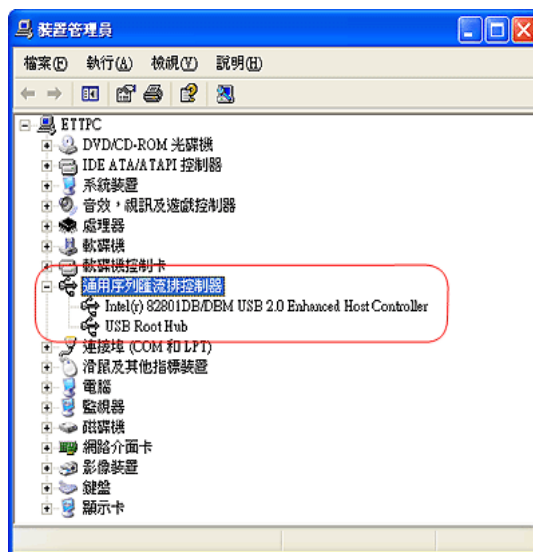 裝置管理員
檔案(F) 執行(A) 檢視(V) 說明(H)
ETTPC
DVD/CD-ROM 光碟機
IDE ATA/ATAPI 控制器
系統裝置
音效，視訊及遊戲控制器
處理器
軟碟機
軟碟機控制卡
通用序列匯流排控制器
Intel(r) 82801DB/DBM USB 2.0 Enhanced Host Controller
USB Root Hub
連接埠 (COM 和 LPT)
滑鼠及其他指標裝置
電腦
監視器
磁碟機
網路介面卡
影像裝置
鍵盤
顯示卡